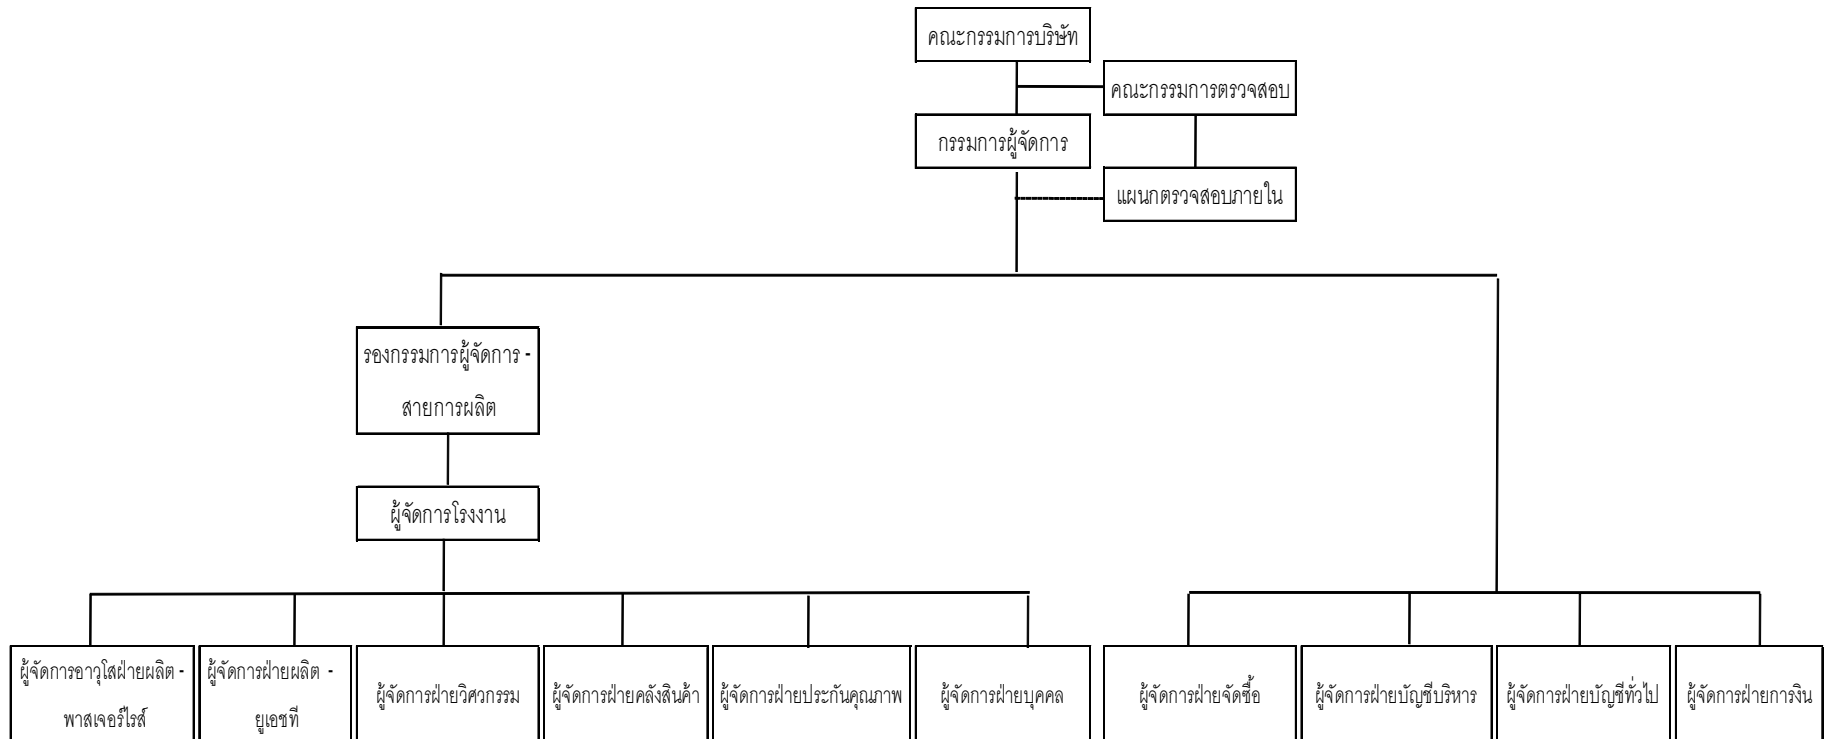 คณะกรรมการบริษัท
คณะกรรมการตรวจสอบ
กรรมการผู้จัดการ
แผนกตรวจสอบภายใน
รองกรรมการผู้จัดการ -
สายการผลิต
ผู้จัดการโรงงาน
ผู้จัดการอาวุโสฝ่ายผลิต -
พาสเจอร์ไรส์
ผู้จัดการฝ่ายผลิต -
ยูเอชที
ผู้จัดการฝ่ายวิศวกรรม
ผู้จัดการฝ่ายคลังสินค้า
ผู้จัดการฝ่ายประกันคุณภาพ
ผู้จัดการฝ่ายบุคคล
ผู้จัดการฝ่ายจัดซื้อ
ผู้จัดการฝ่ายบัญชีบริหาร
ผู้จัดการฝ่ายบัญชีทั่วไป
ผู้จัดการฝ่ายการเงิน